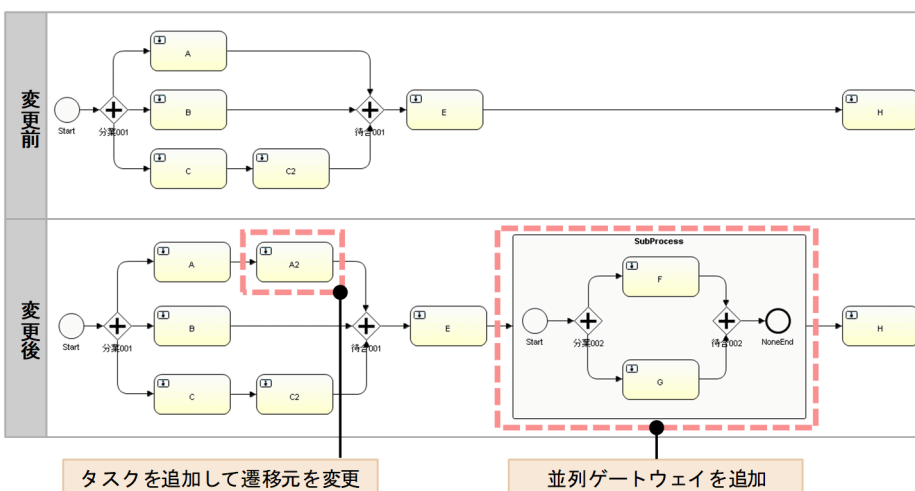 変更前
A
B
C
C2
Start
分業001
待合001
E
H
変更後
A
A2
B
C
C2
Start
分業001
待合001
E
SubProcess
F
G
Start
分業002
待合002
NoneEnd
H
タスクを追加して遷移元を変更
並列ゲートウェイを追加